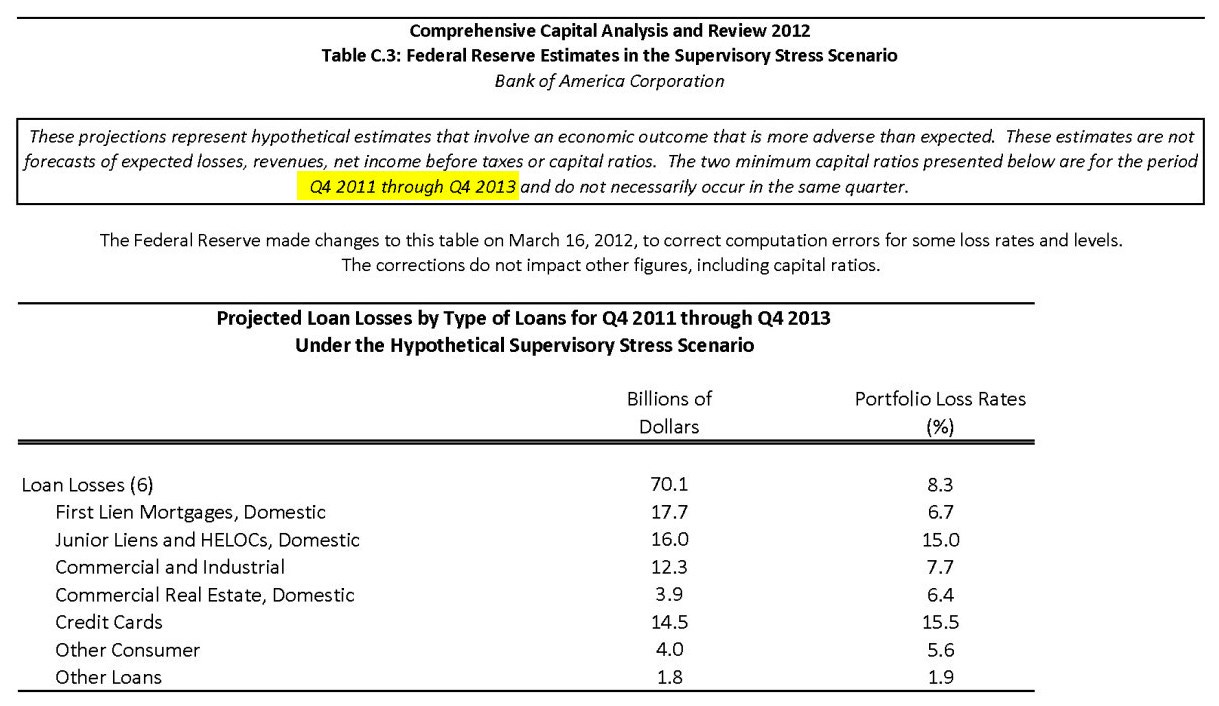 Comprehensive Capital Analysis and Review 2012
Table C.3: Federal Reserve Estimates in the Supervisory Stress Scenario
Bank of America Corporation
These projections represent hypothetical estimates that involve an economic outcome that is more adverse than expected. These estimates are not
forecasts of expected losses, revenues, net income before taxes or capital ratios. The two minimum capital ratios presented below are for the period
Q4 2011 through Q4 2013 and do not necessarily occur in the same quarter.
The Federal Reserve made changes to this table on March 16, 2012, to correct computation errors for some loss rates and levels.
The corrections do not impact other figures, including capital ratios.
Projected Loan Losses by Type of Loans for Q4 2011 through Q4 2013
Under the Hypothetical Supervisory Stress Scenario
Billions of Portfolio Loss Rates
Dollars (%)
Loan Losses (6) 70.1 8.3
First Lien Mortgages, Domestic 17.7 6.7
Junior Liens and HELOCs, Domestic 16.0 15.0
Commercial and Industrial 12.3 7.7
Commercial Real Estate, Domestic 3.9 6.4
Credit Cards 14.5 15.5
Other Consumer 4.0 5.6
Other Loans 1.8 1.9